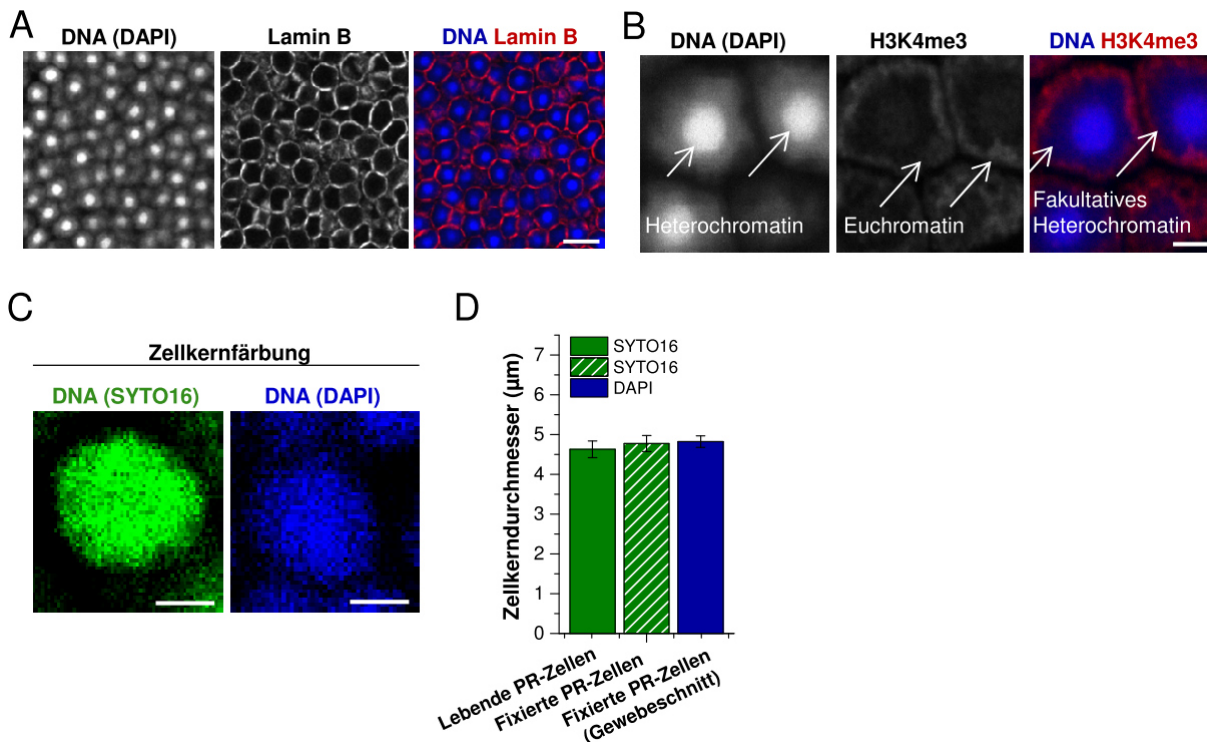 A
DNA (DAPI)
Lamin B
DNA Lamin B
B
DNA (DAPI)
H3K4me3
DNA H3K4me3
Heterochromatin
Euchromatin
Fakultatives
Heterochromatin
C
Zellkernfärbung
DNA (SYTO16)
DNA (DAPI)
D
Zellkerndurchmesser (µm)
7
6
5
4
3
2
1
0
SYTO16
SYTO16
DAPI
Lebende PR-Zellen
Fixierte PR-Zellen
Fixierte PR-Zellen
(Gewebeschnitt)